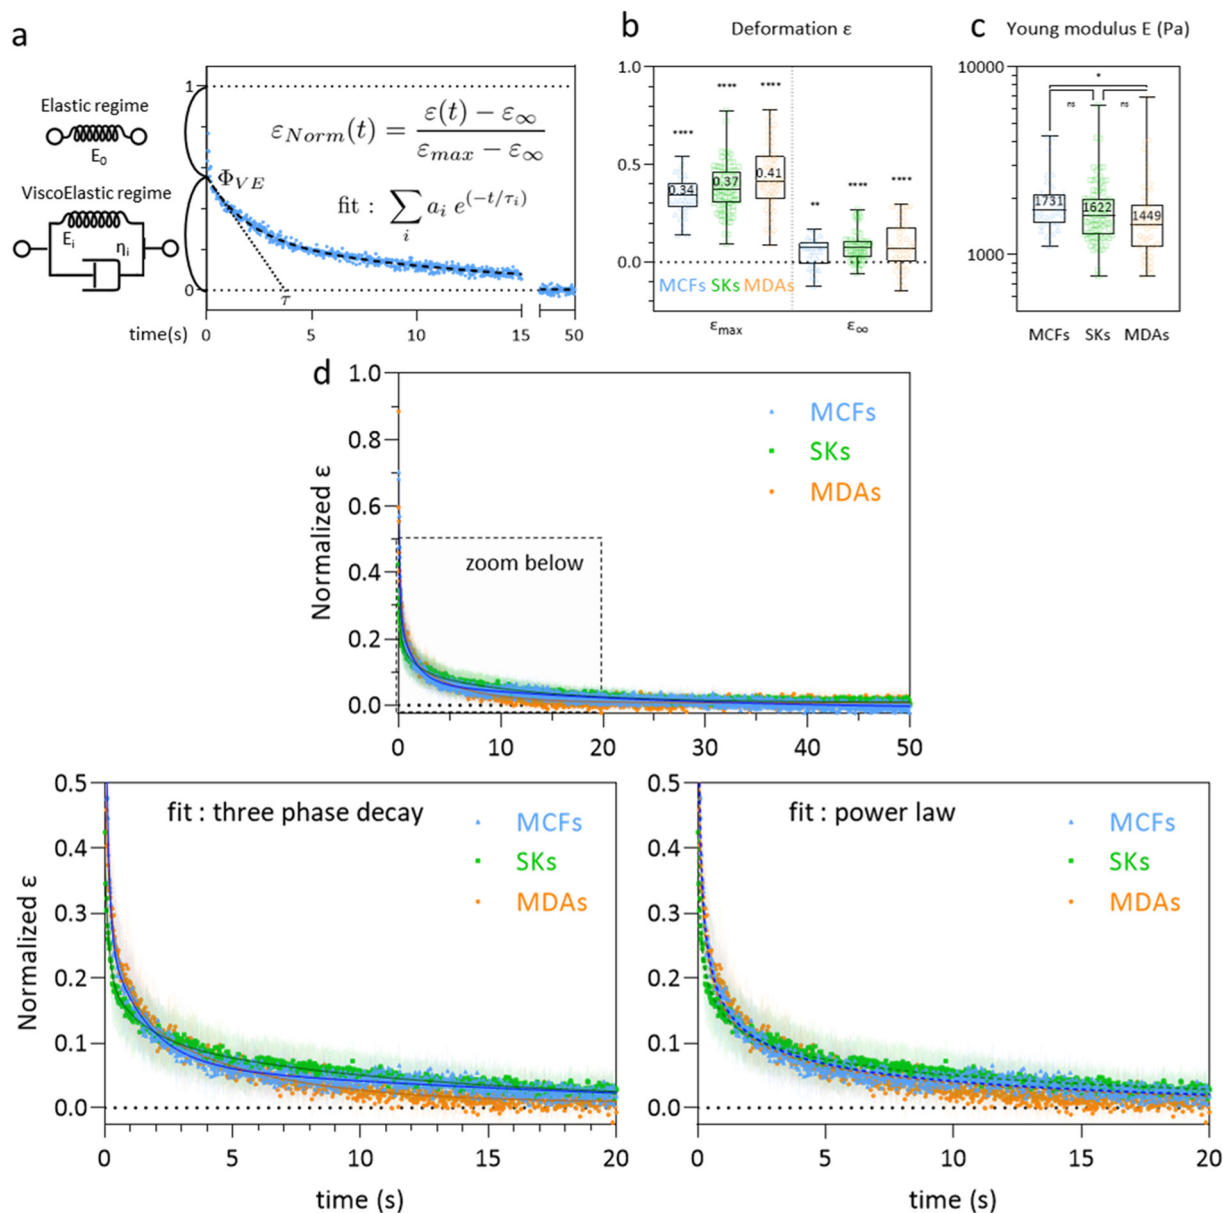 a
Elastic regime
E₀
ViscoElastic regime
Eᵢ
ηᵢ
1
0
Φ_VE
τ
ε_Norm(t) = (ε(t) − ε∞) / (ε_max − ε∞)
fit : ∑ᵢ aᵢ e^(−t/τᵢ)
time(s)
0 5 10 15 50
b
Deformation ε
1.0
0.5
0.0
****
****
****
**
****
****
0.34
0.37
0.41
MCFs SKs MDAs
ε_max
ε∞
c
Young modulus E (Pa)
10000
1000
*
ns
ns
1731
1622
1449
MCFs SKs MDAs
d
Normalized ε
1.0
0.8
0.6
0.4
0.2
0.0
MCFs
SKs
MDAs
zoom below
0 10 20 30 40 50
Normalized ε
0.5
0.4
0.3
0.2
0.1
0.0
fit : three phase decay
MCFs
SKs
MDAs
0 5 10 15 20
time (s)
0.5
0.4
0.3
0.2
0.1
0.0
fit : power law
MCFs
SKs
MDAs
0 5 10 15 20
time (s)